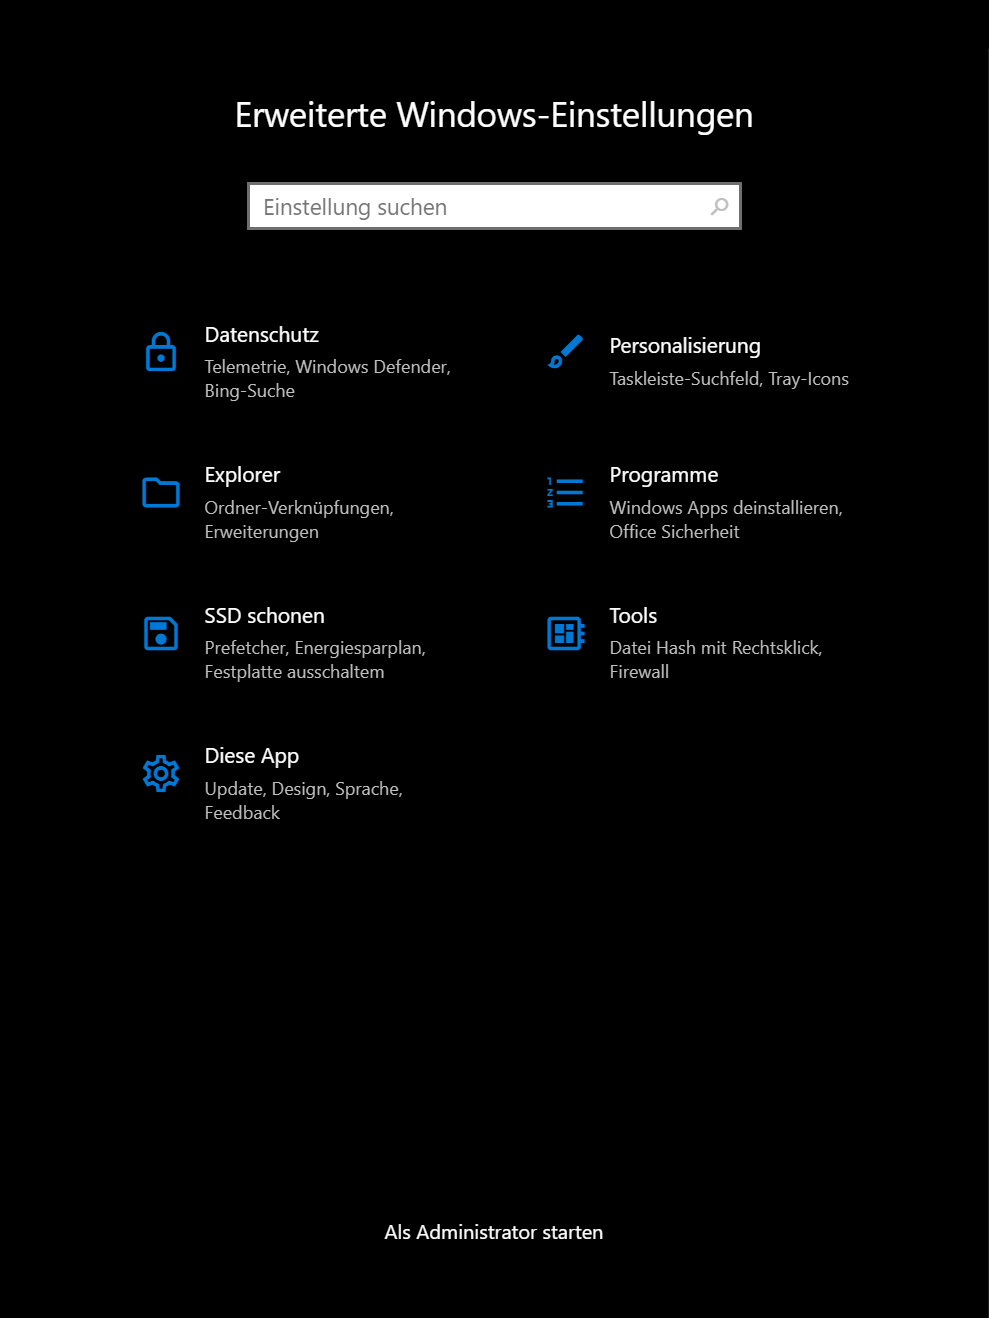 Erweiterte Windows-Einstellungen
Einstellung suchen
Datenschutz
Telemetrie, Windows Defender,
Bing-Suche
Personalisierung
Taskleiste-Suchfeld, Tray-Icons
Explorer
Ordner-Verknüpfungen,
Erweiterungen
Programme
Windows Apps deinstallieren,
Office Sicherheit
SSD schonen
Prefetcher, Energiesparplan,
Festplatte ausschaltem
Tools
Datei Hash mit Rechtsklick,
Firewall
Diese App
Update, Design, Sprache,
Feedback
Als Administrator starten